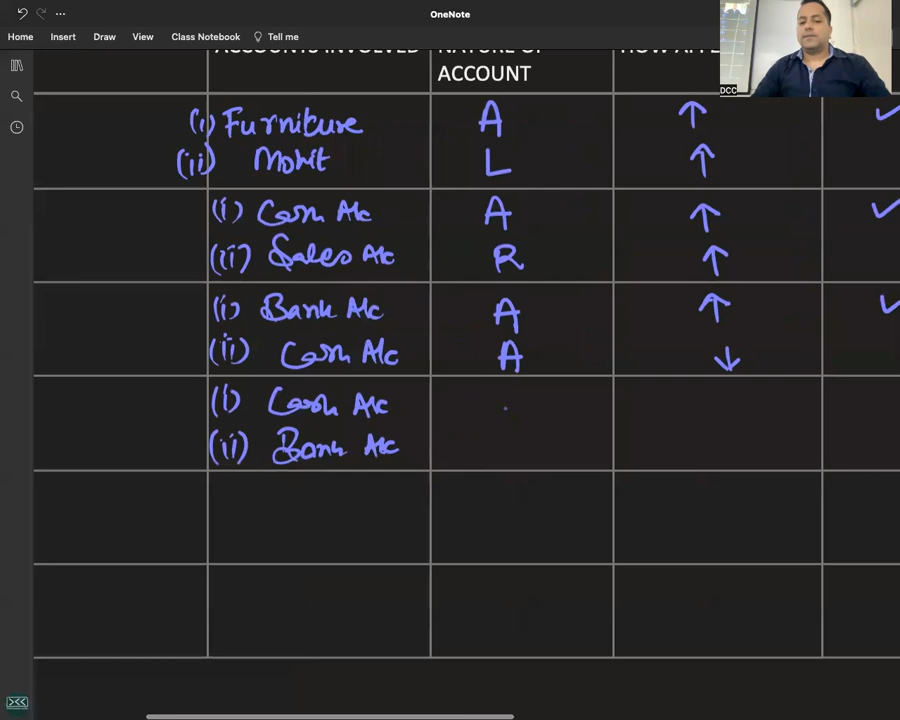 OneNote
Home Insert Draw View Class Notebook Tell me
ACCOUNTS INVOLVED NATURE OF ACCOUNT
DCC
(i) Furniture A ↑ ✓
(ii) Mohit L ↑
(i) Cash A/c A ↑ ✓
(ii) Sales A/c R ↑
(i) Bank A/c A ↑ ✓
(ii) Cash A/c A ↓
(i) Cash A/c
(ii) Bank A/c